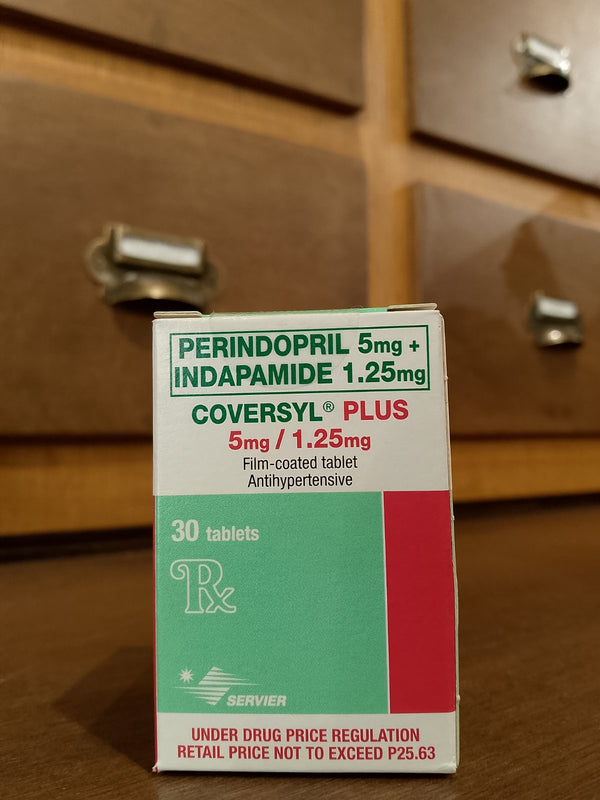 PERINDOPRIL 5mg +
INDAPAMIDE 1.25mg
COVERSYL® PLUS
5mg / 1.25mg
Film-coated tablet
Antihypertensive
30 tablets
Rx
SERVIER
UNDER DRUG PRICE REGULATION
RETAIL PRICE NOT TO EXCEED P25.63